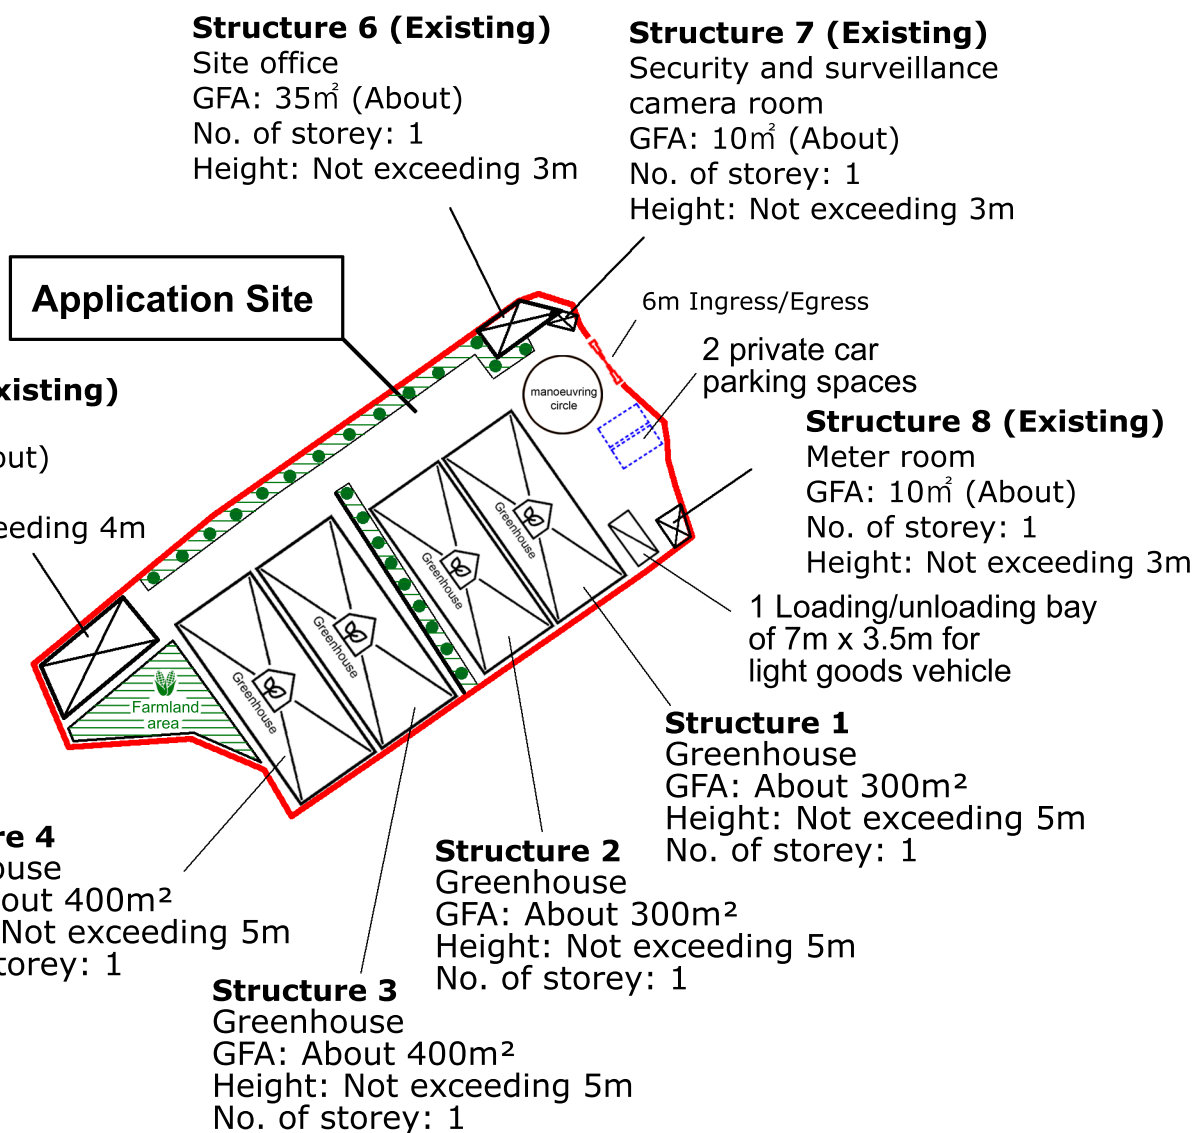 Structure 6 (Existing)
Site office
GFA: 35㎡ (About)
No. of storey: 1
Height: Not exceeding 3m
Structure 7 (Existing)
Security and surveillance
camera room
GFA: 10㎡ (About)
No. of storey: 1
Height: Not exceeding 3m
Application Site
6m Ingress/Egress
2 private car
parking spaces
manoeuvring
circle
Structure 8 (Existing)
Meter room
GFA: 10㎡ (About)
No. of storey: 1
Height: Not exceeding 3m
xisting)
out)
eeding 4m
Greenhouse
Greenhouse
Greenhouse
Greenhouse
Farmland
area
1 Loading/unloading bay
of 7m x 3.5m for
light goods vehicle
Structure 1
Greenhouse
GFA: About 300m²
Height: Not exceeding 5m
No. of storey: 1
Structure 2
Greenhouse
GFA: About 300m²
Height: Not exceeding 5m
No. of storey: 1
re 4
ouse
out 400m²
Not exceeding 5m
torey: 1
Structure 3
Greenhouse
GFA: About 400m²
Height: Not exceeding 5m
No. of storey: 1